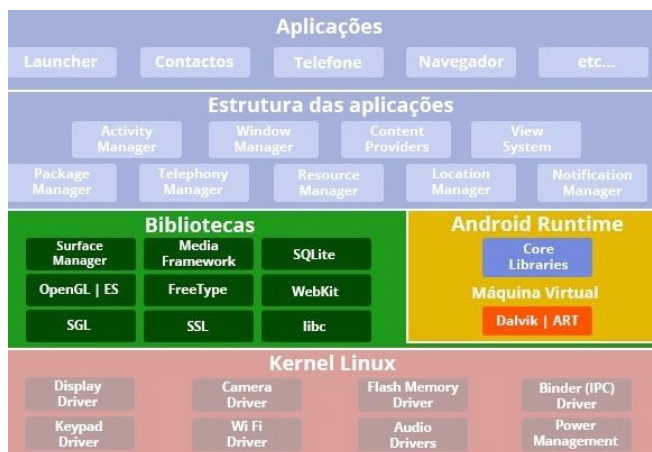 Aplicações
Launcher Contactos Telefone Navegador etc...
Estrutura das aplicações
Activity Manager Window Manager Content Providers View System
Package Manager Telephony Manager Resource Manager Location Manager Notification Manager
Bibliotecas
Surface Manager Media Framework SQLite
OpenGL | ES FreeType WebKit
SGL SSL libc
Android Runtime
Core Libraries
Máquina Virtual
Dalvik | ART
Kernel Linux
Display Driver Camera Driver Flash Memory Driver Binder (IPC) Driver
Keypad Driver Wi Fi Driver Audio Drivers Power Management